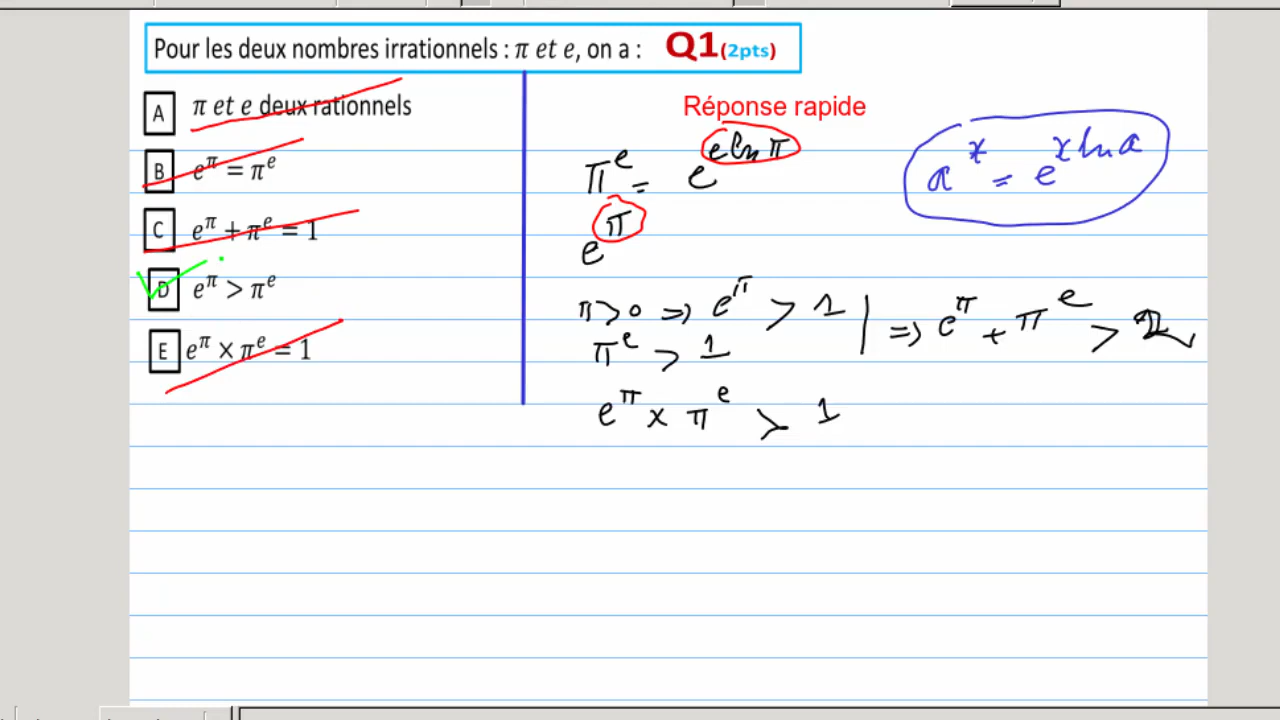 Pour les deux nombres irrationnels : π et e, on a : Q1(2pts)
A π et e deux rationnels
B e^π = π^e
C e^π + π^e = 1
D e^π > π^e
E e^π × π^e = 1
Réponse rapide
π^e = e^(e ln π)
a^x = e^(x ln a)
e^π
π > 0 ⇒ e^π > 1
π^e > 1
⇒ e^π + π^e > 2
e^π × π^e > 1